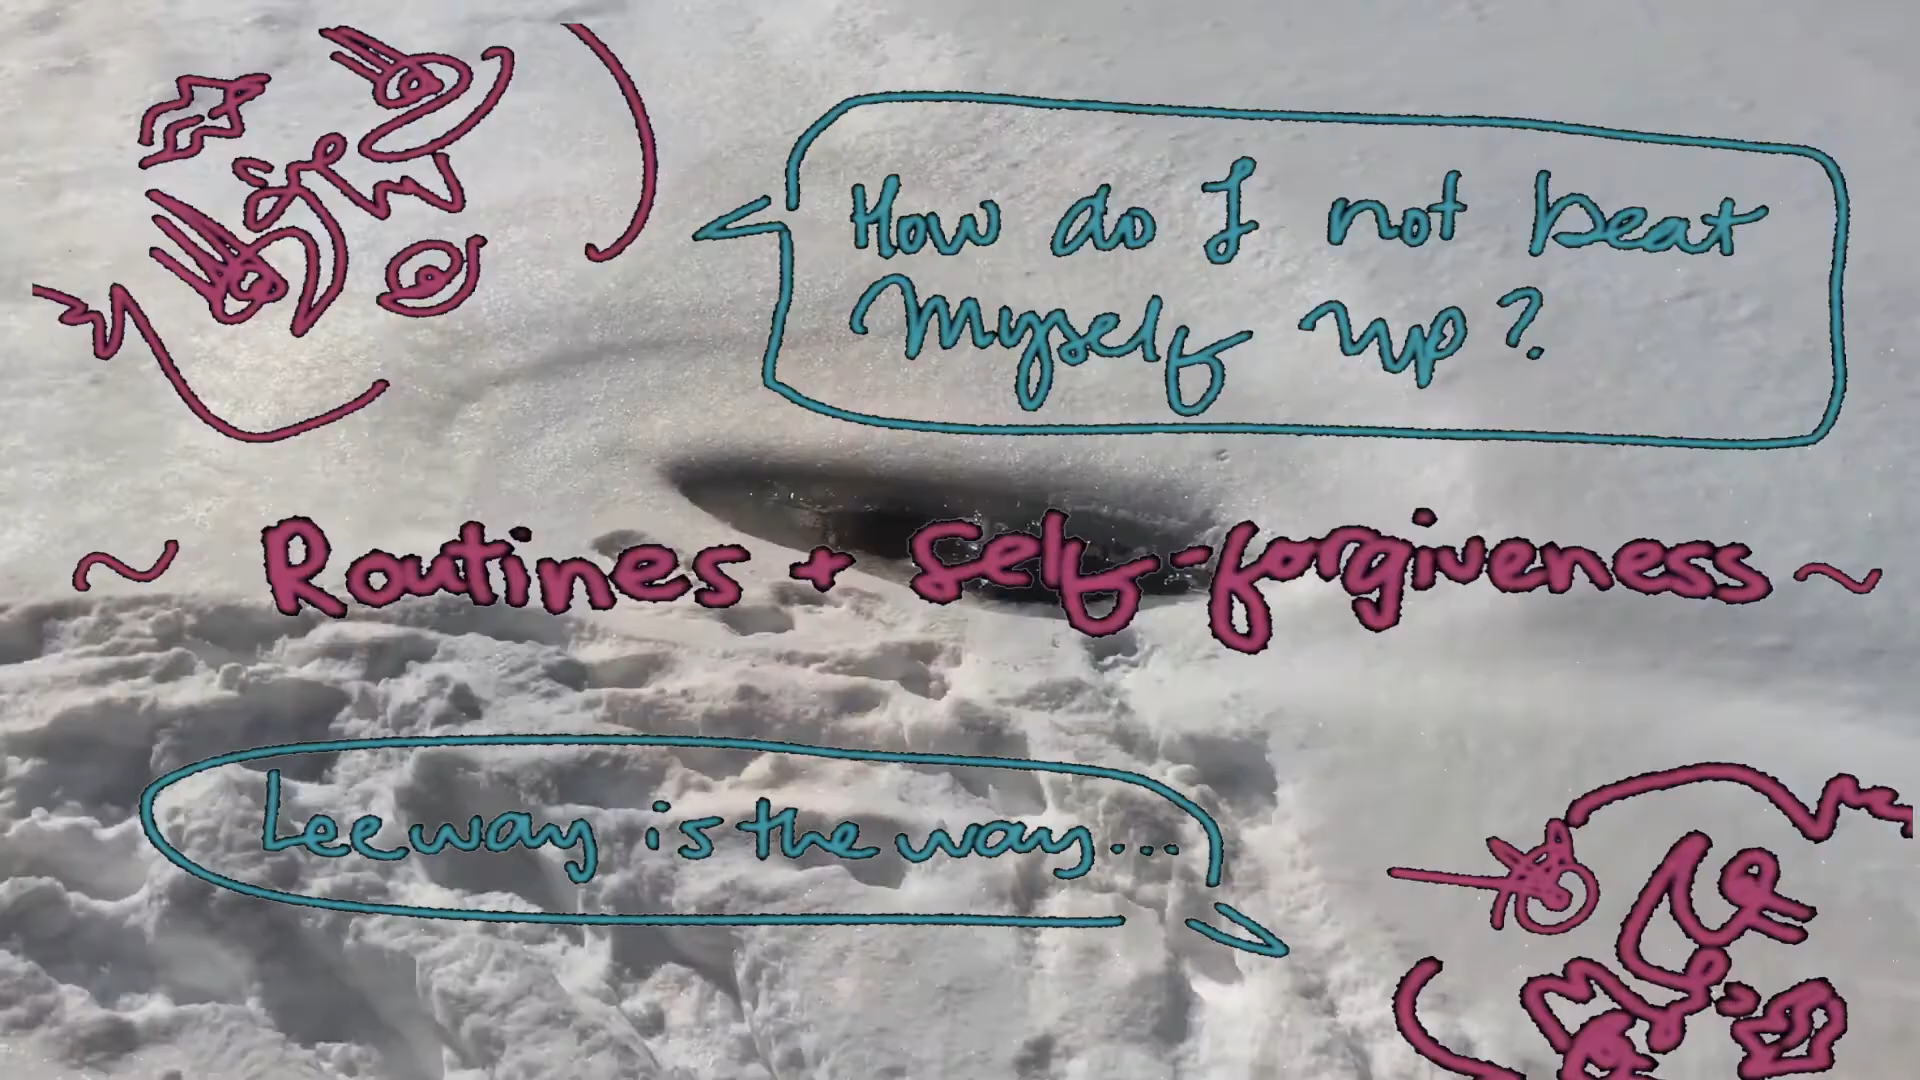 How do I not beat
Myself up?
~ Routines + Self-forgiveness ~
Leeway is the way...